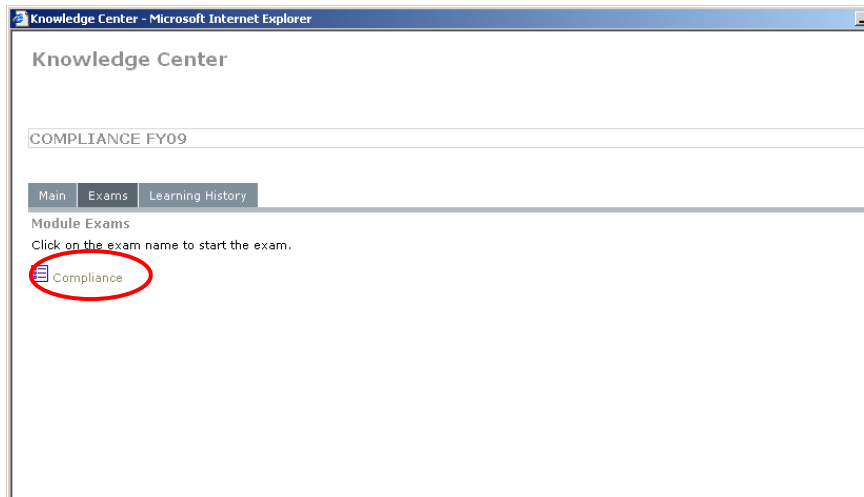 Knowledge Center - Microsoft Internet Explorer
Knowledge Center
COMPLIANCE FY09
Main Exams Learning History
Module Exams
Click on the exam name to start the exam.
Compliance